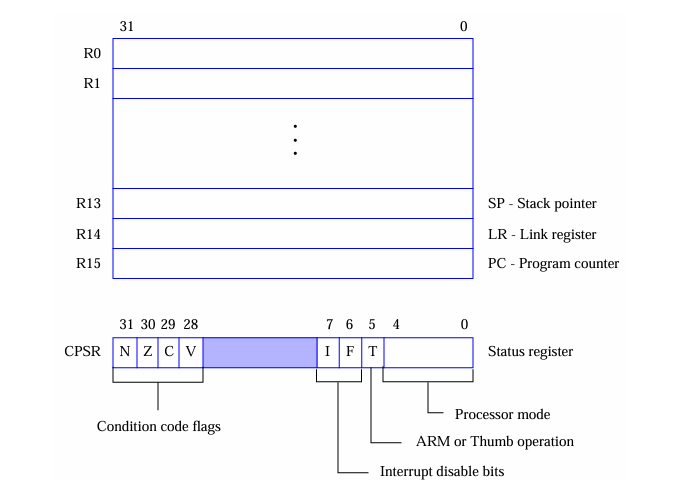 31 0
R0
R1
R13 SP - Stack pointer
R14 LR - Link register
R15 PC - Program counter
31 30 29 28 7 6 5 4 0
CPSR N Z C V I F T Status register
Processor mode
Condition code flags
ARM or Thumb operation
Interrupt disable bits